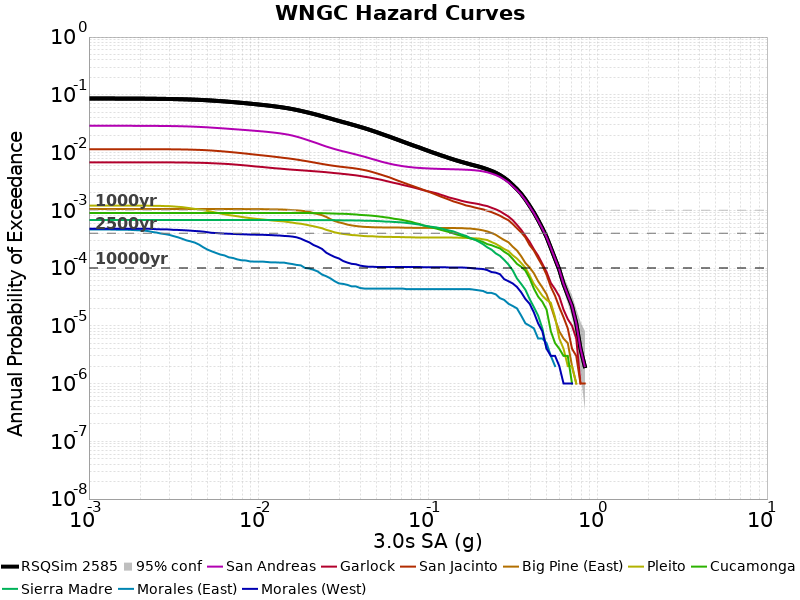 WNGC Hazard Curves
Annual Probability of Exceedance
10^0
10^-1
10^-2
10^-3
10^-4
10^-5
10^-6
10^-7
10^-8
1000yr
2500yr
10000yr
10^-3 10^-2 10^-1 10^0 10^1
3.0s SA (g)
RSQSim 2585 95% conf San Andreas Garlock San Jacinto Big Pine (East) Pleito Cucamonga
Sierra Madre Morales (East) Morales (West)